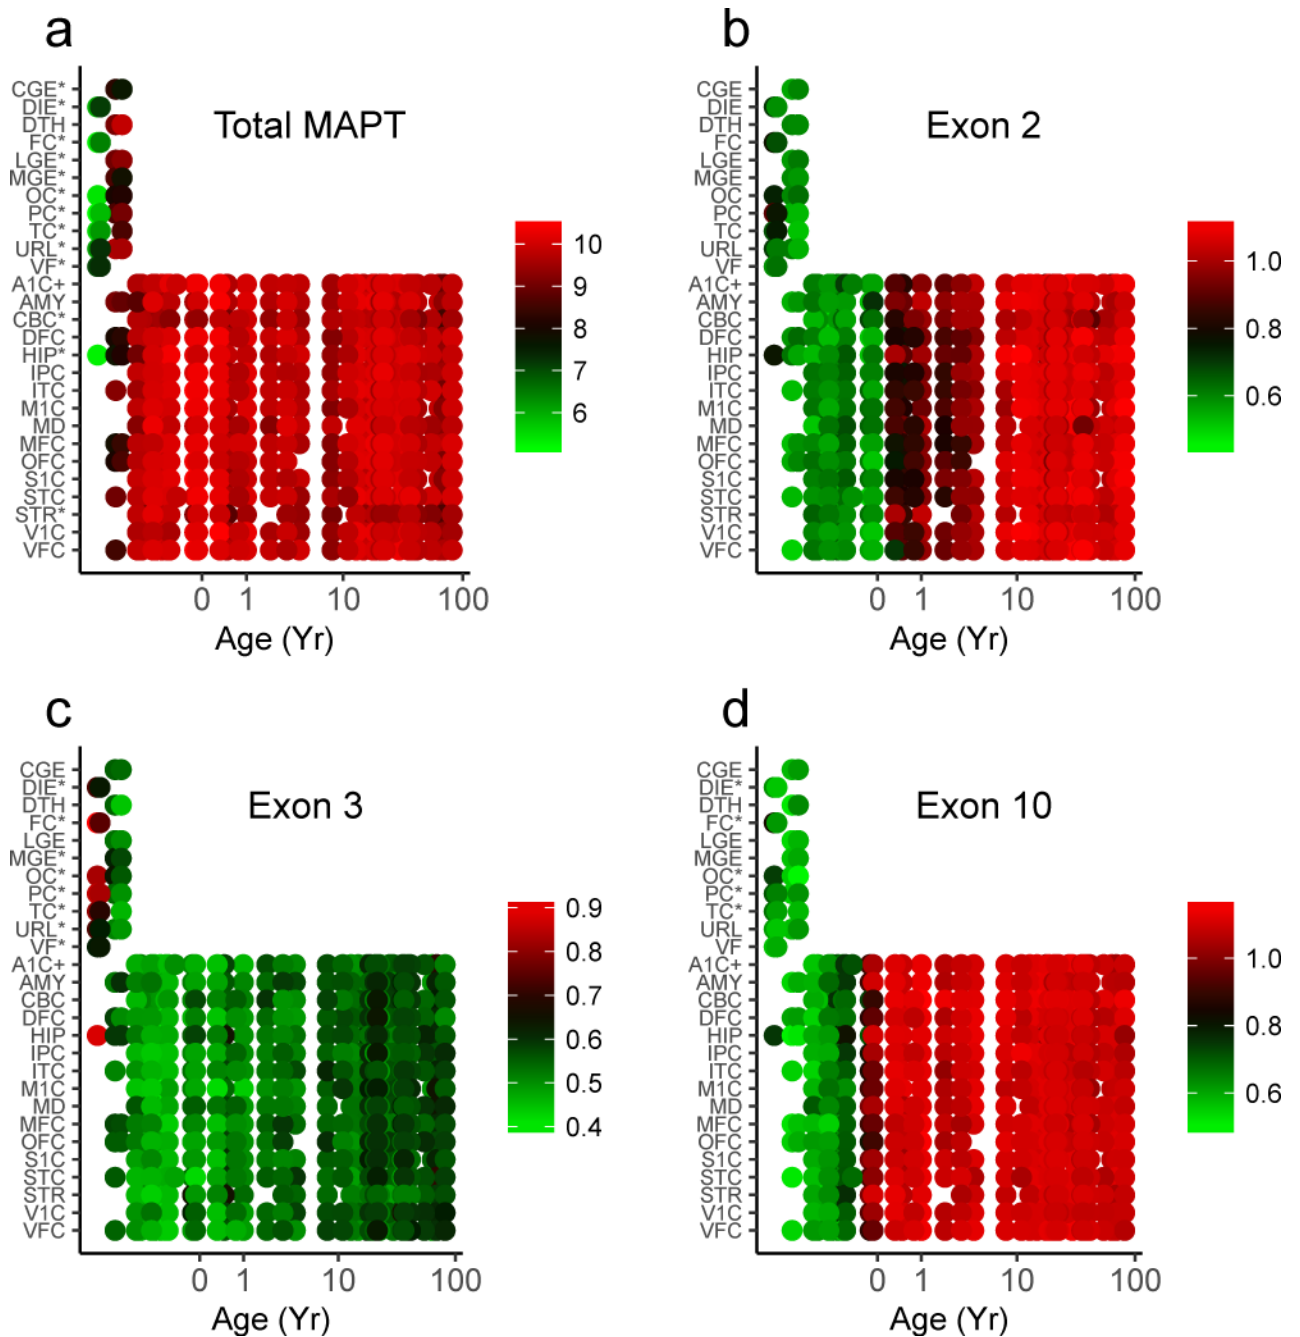 a
Total MAPT
CGE*
DIE*
DTH
FC*
LGE*
MGE*
OC*
PC*
TC*
URL*
VF*
A1C+
AMY
CBC*
DFC
HIP*
IPC
ITC
M1C
MD
MFC
OFC
S1C
STC
STR*
V1C
VFC
0 1 10 100
Age (Yr)
10
9
8
7
6
b
Exon 2
CGE
DIE
DTH
FC
LGE
MGE
OC
PC
TC
URL
VF
A1C+
AMY
CBC
DFC
HIP
IPC
ITC
M1C
MD
MFC
OFC
S1C
STC
STR
V1C
VFC
0 1 10 100
Age (Yr)
1.0
0.8
0.6
c
Exon 3
CGE
DIE*
DTH
FC*
LGE
MGE*
OC*
PC*
TC*
URL*
VF*
A1C+
AMY
CBC
DFC
HIP
IPC
ITC
M1C
MD
MFC
OFC
S1C
STC
STR
V1C
VFC
0 1 10 100
Age (Yr)
0.9
0.8
0.7
0.6
0.5
0.4
d
Exon 10
CGE
DIE*
DTH
FC*
LGE
MGE
OC*
PC*
TC*
URL
VF
A1C+
AMY
CBC
DFC
HIP
IPC
ITC
M1C
MD
MFC
OFC
S1C
STC
STR
V1C
VFC
0 1 10 100
Age (Yr)
1.0
0.8
0.6